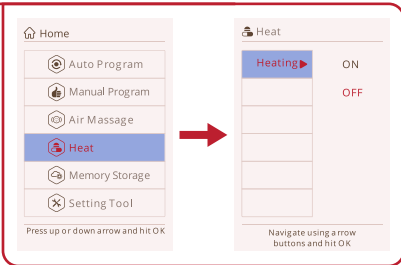 Home
Auto Program
Manual Program
Air Massage
Heat
Memory Storage
Setting Tool
Press up or down arrow and hit OK
Heat
Heating
ON
OFF
Navigate using arrow
buttons and hit OK